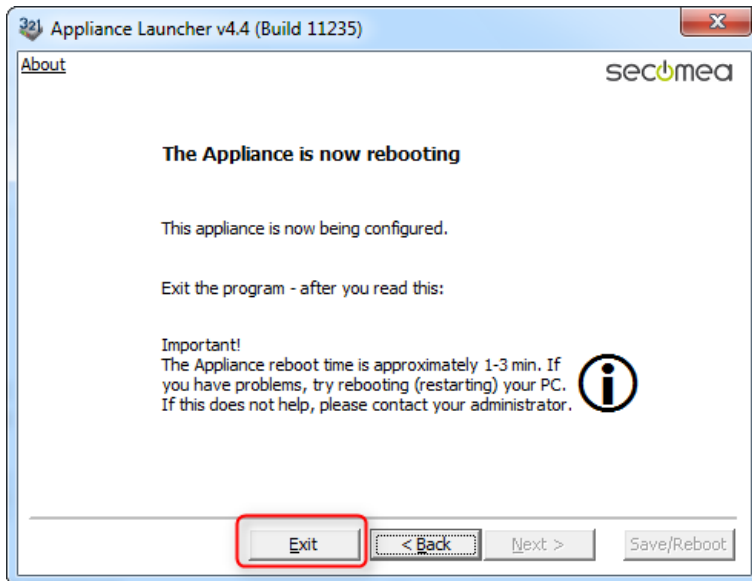 Appliance Launcher v4.4 (Build 11235)
About
secomea
The Appliance is now rebooting
This appliance is now being configured.
Exit the program - after you read this:
Important!
The Appliance reboot time is approximately 1-3 min. If
you have problems, try rebooting (restarting) your PC.
If this does not help, please contact your administrator.
Exit
< Back
Next >
Save/Reboot